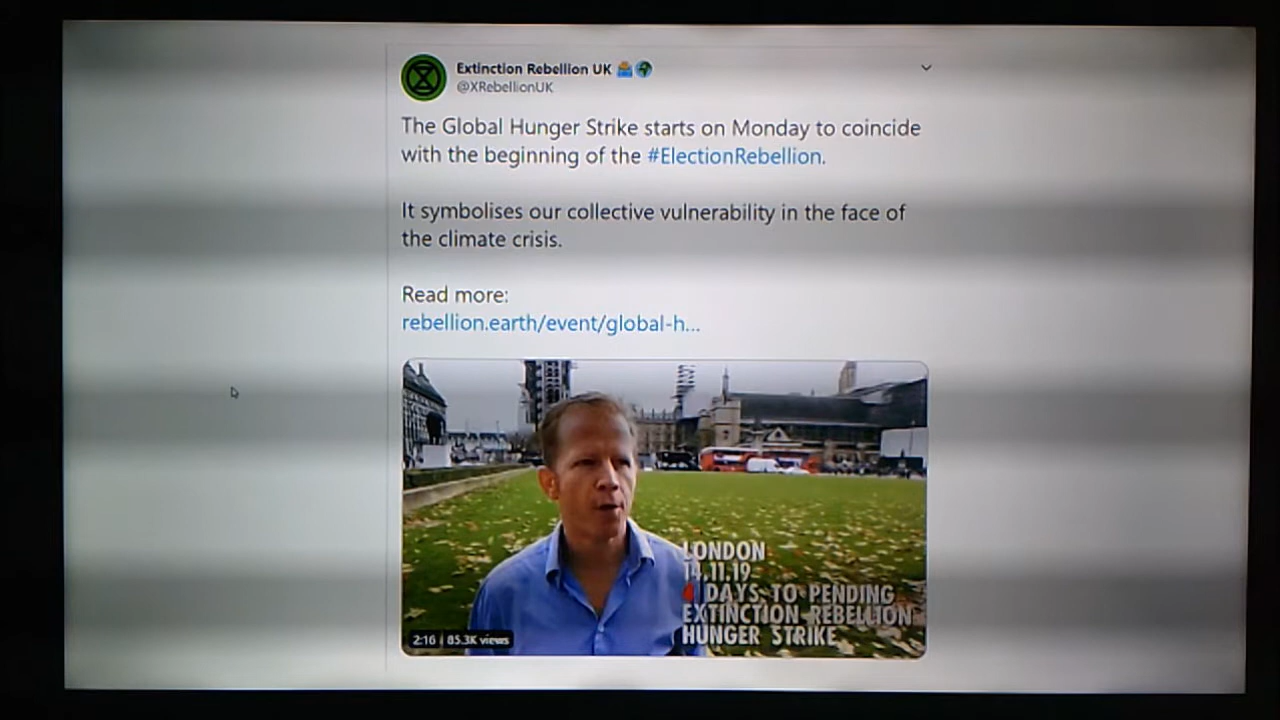 Extinction Rebellion UK
@XRebellionUK
The Global Hunger Strike starts on Monday to coincide
with the beginning of the #ElectionRebellion.
It symbolises our collective vulnerability in the face of
the climate crisis.
Read more:
rebellion.earth/event/global-h...
LONDON
14.11.19
4 DAYS TO PENDING
EXTINCTION REBELLION
HUNGER STRIKE
2:16 85.3K views